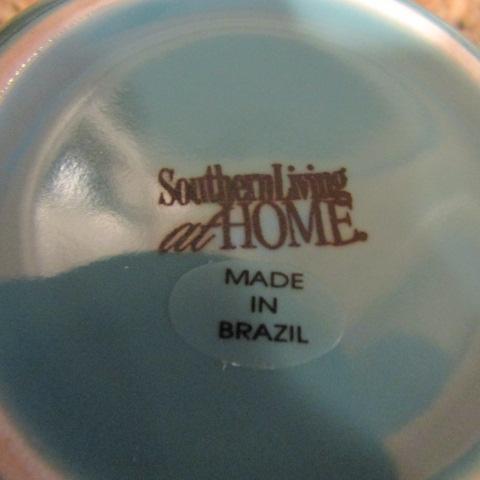 Southern Living
at HOME.
MADE
IN
BRAZIL